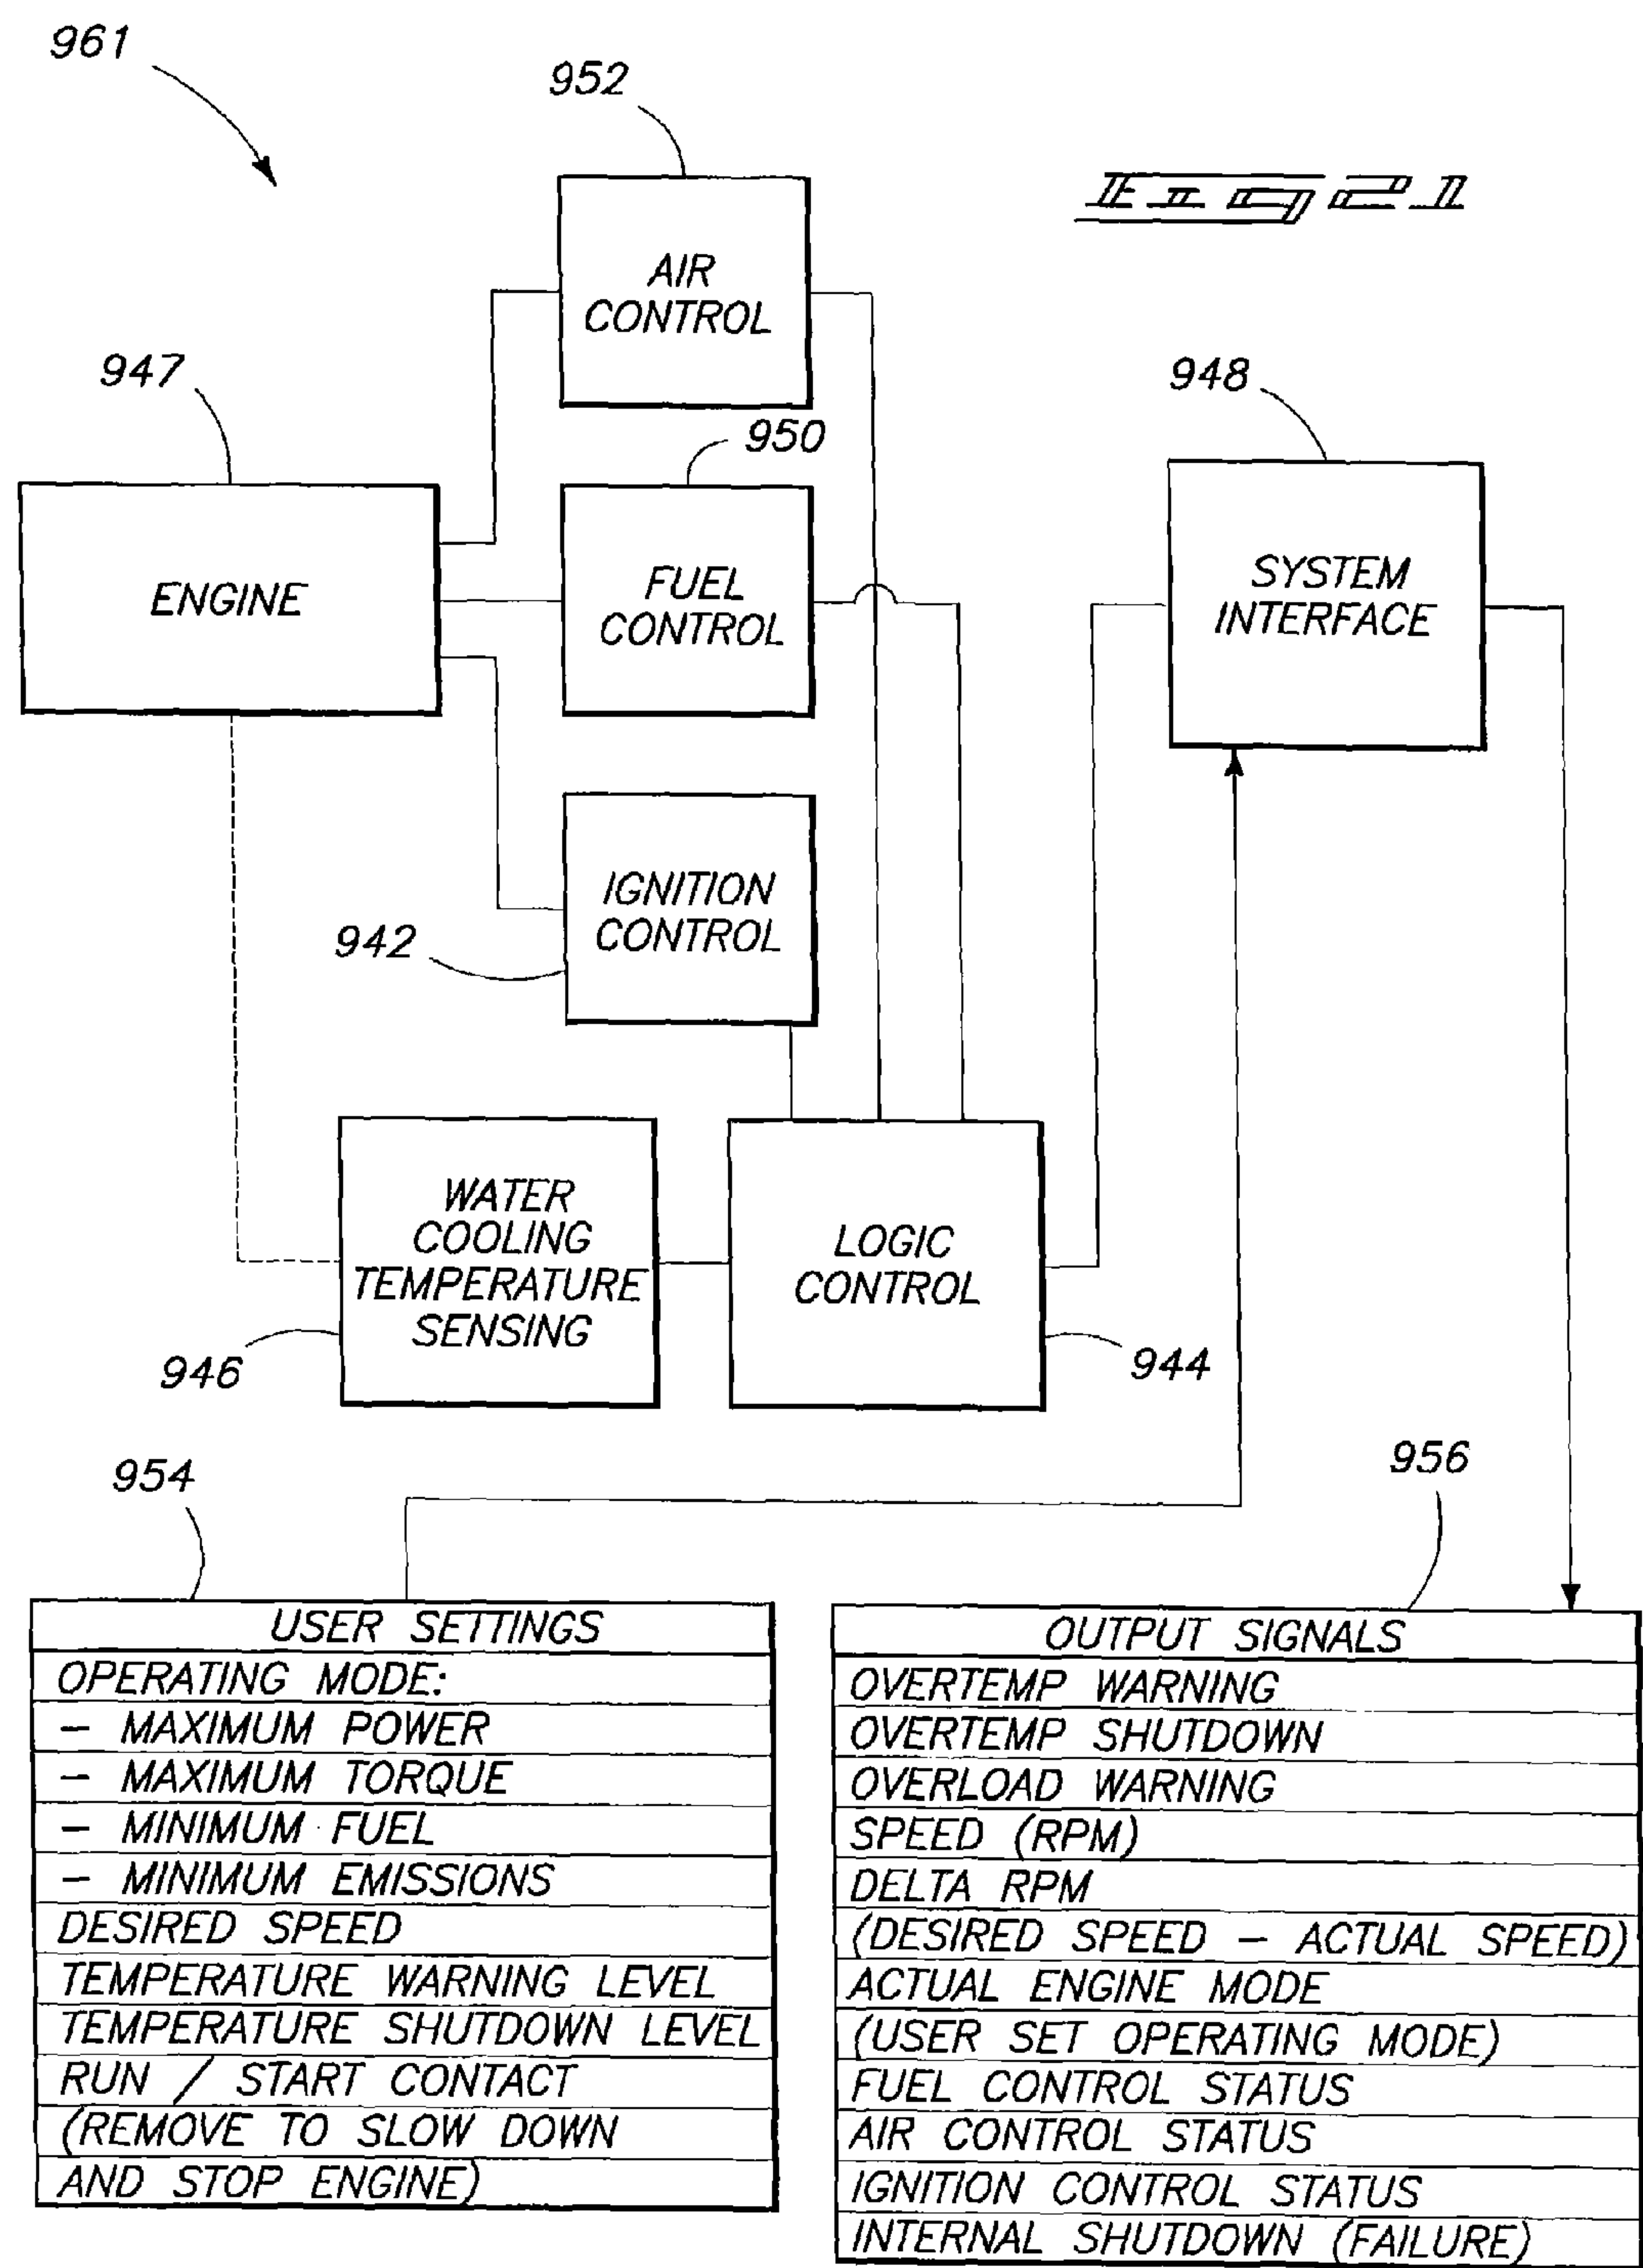 961
952
Fig 21
AIR
CONTROL
947
948
950
ENGINE
FUEL
CONTROL
SYSTEM
INTERFACE
IGNITION
CONTROL
942
WATER
COOLING
TEMPERATURE
SENSING
LOGIC
CONTROL
946
944
954
956
USER SETTINGS
OPERATING MODE:
- MAXIMUM POWER
- MAXIMUM TORQUE
- MINIMUM FUEL
- MINIMUM EMISSIONS
DESIRED SPEED
TEMPERATURE WARNING LEVEL
TEMPERATURE SHUTDOWN LEVEL
RUN / START CONTACT
(REMOVE TO SLOW DOWN
AND STOP ENGINE)
OUTPUT SIGNALS
OVERTEMP WARNING
OVERTEMP SHUTDOWN
OVERLOAD WARNING
SPEED (RPM)
DELTA RPM
(DESIRED SPEED - ACTUAL SPEED)
ACTUAL ENGINE MODE
(USER SET OPERATING MODE)
FUEL CONTROL STATUS
AIR CONTROL STATUS
IGNITION CONTROL STATUS
INTERNAL SHUTDOWN (FAILURE)